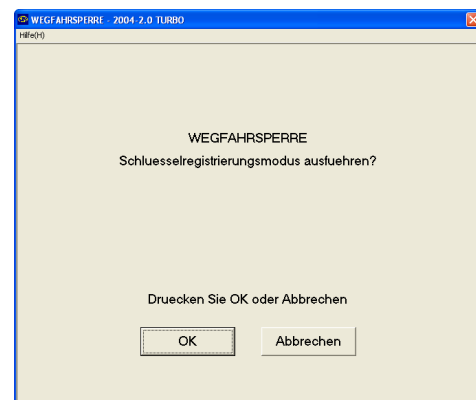 WEGFAHRSPERRE - 2004-2.0 TURBO
Hilfe(H)
WEGFAHRSPERRE
Schluesselregistrierungsmodus ausfuehren?
Druecken Sie OK oder Abbrechen
OK
Abbrechen